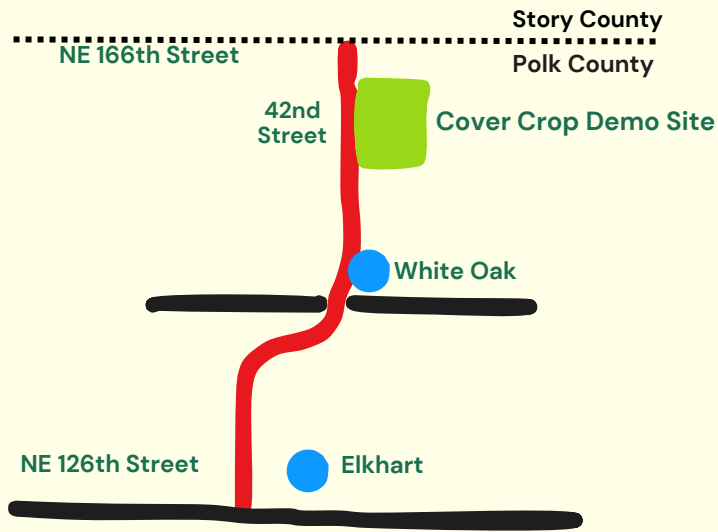 Story County
NE 166th Street
Polk County
42nd
Street
Cover Crop Demo Site
White Oak
NE 126th Street
Elkhart